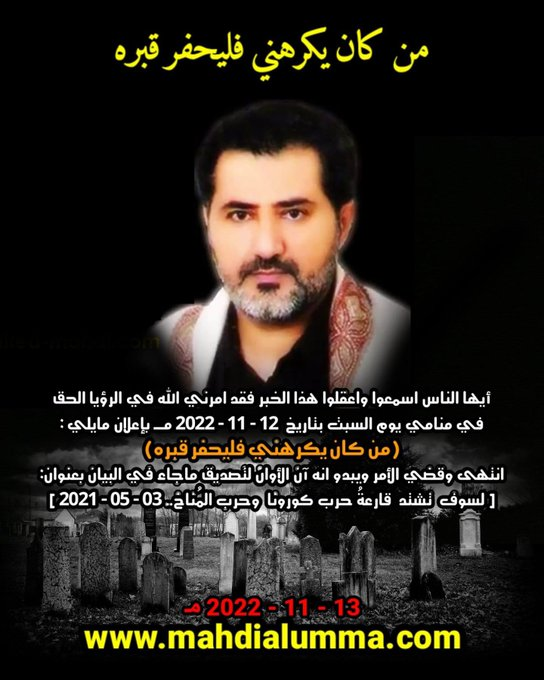 من كان يكرهني فليحفر قبره
أيها الناس اسمعوا واعقلوا هذا الخبر فقد امرني الله في الرؤيا الحق
في منامي يوم السبت بتاريخ 12 - 11 - 2022 مـ بإعلان مايلي :
( من كان يكرهني فليحفر قبره )
انتهى وقضي الأمر ويبدو انه آن الأوان لتصديق ماجاء في البيان بعنوان:
[ لسوف تشتد قارعةُ حرب كورونا وحرب المُناخ.. 03 - 05 - 2021 ]
13 - 11 - 2022 مـ
www.mahdialumma.com